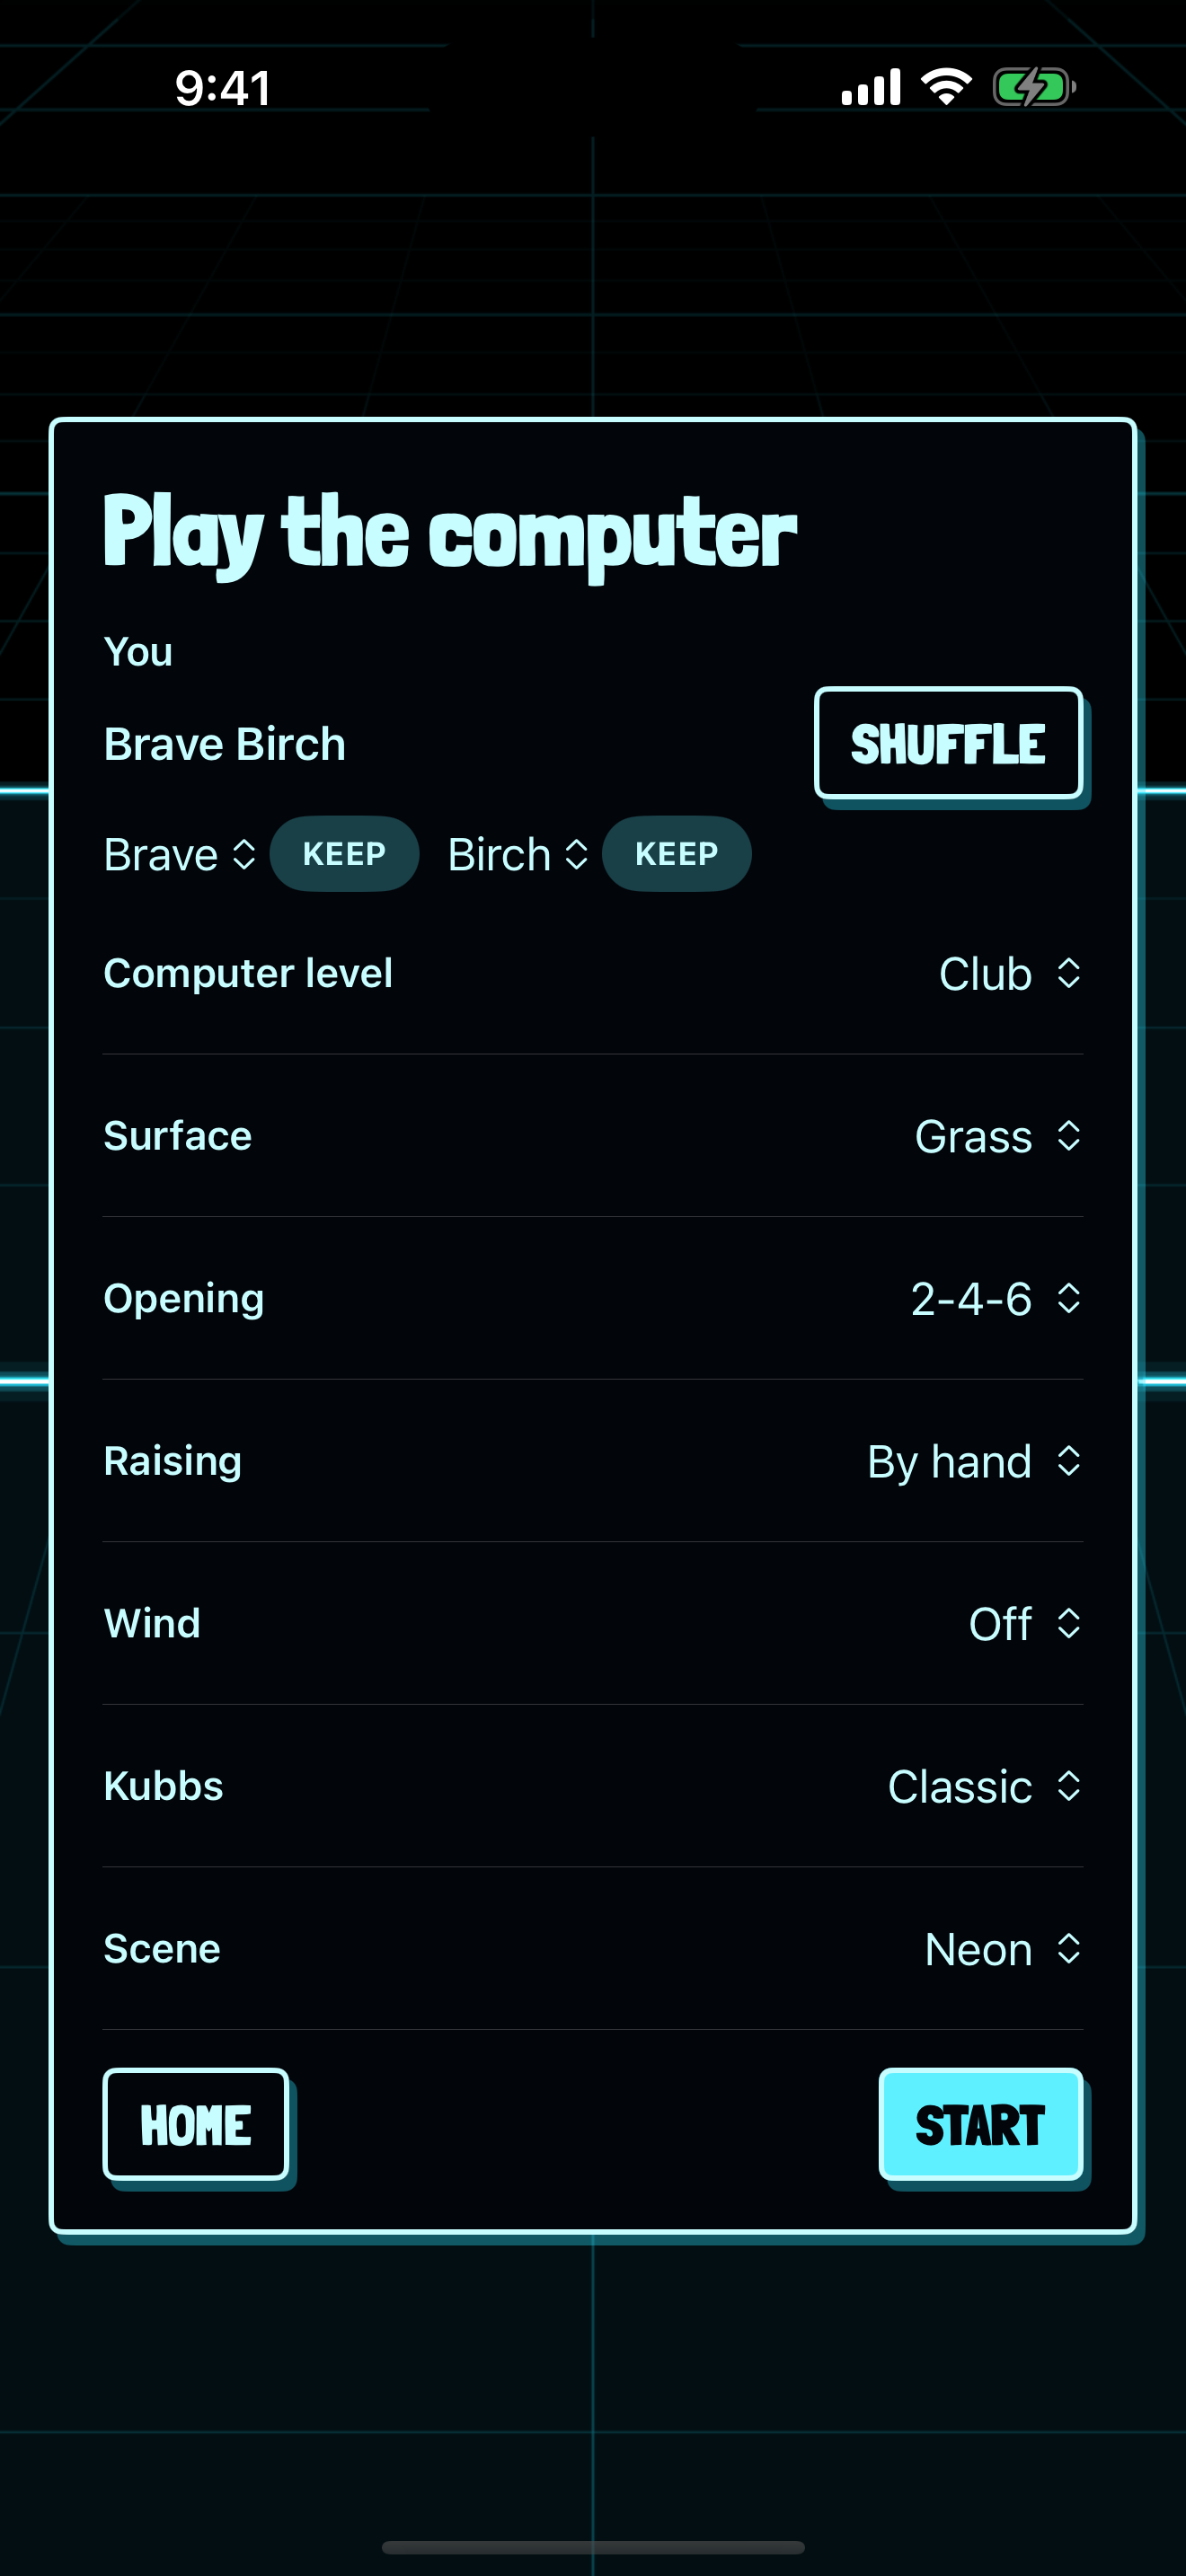 9:41
Play the computer
You
Brave Birch
SHUFFLE
Brave KEEP Birch KEEP
Computer level Club
Surface Grass
Opening 2-4-6
Raising By hand
Wind Off
Kubbs Classic
Scene Neon
HOME START